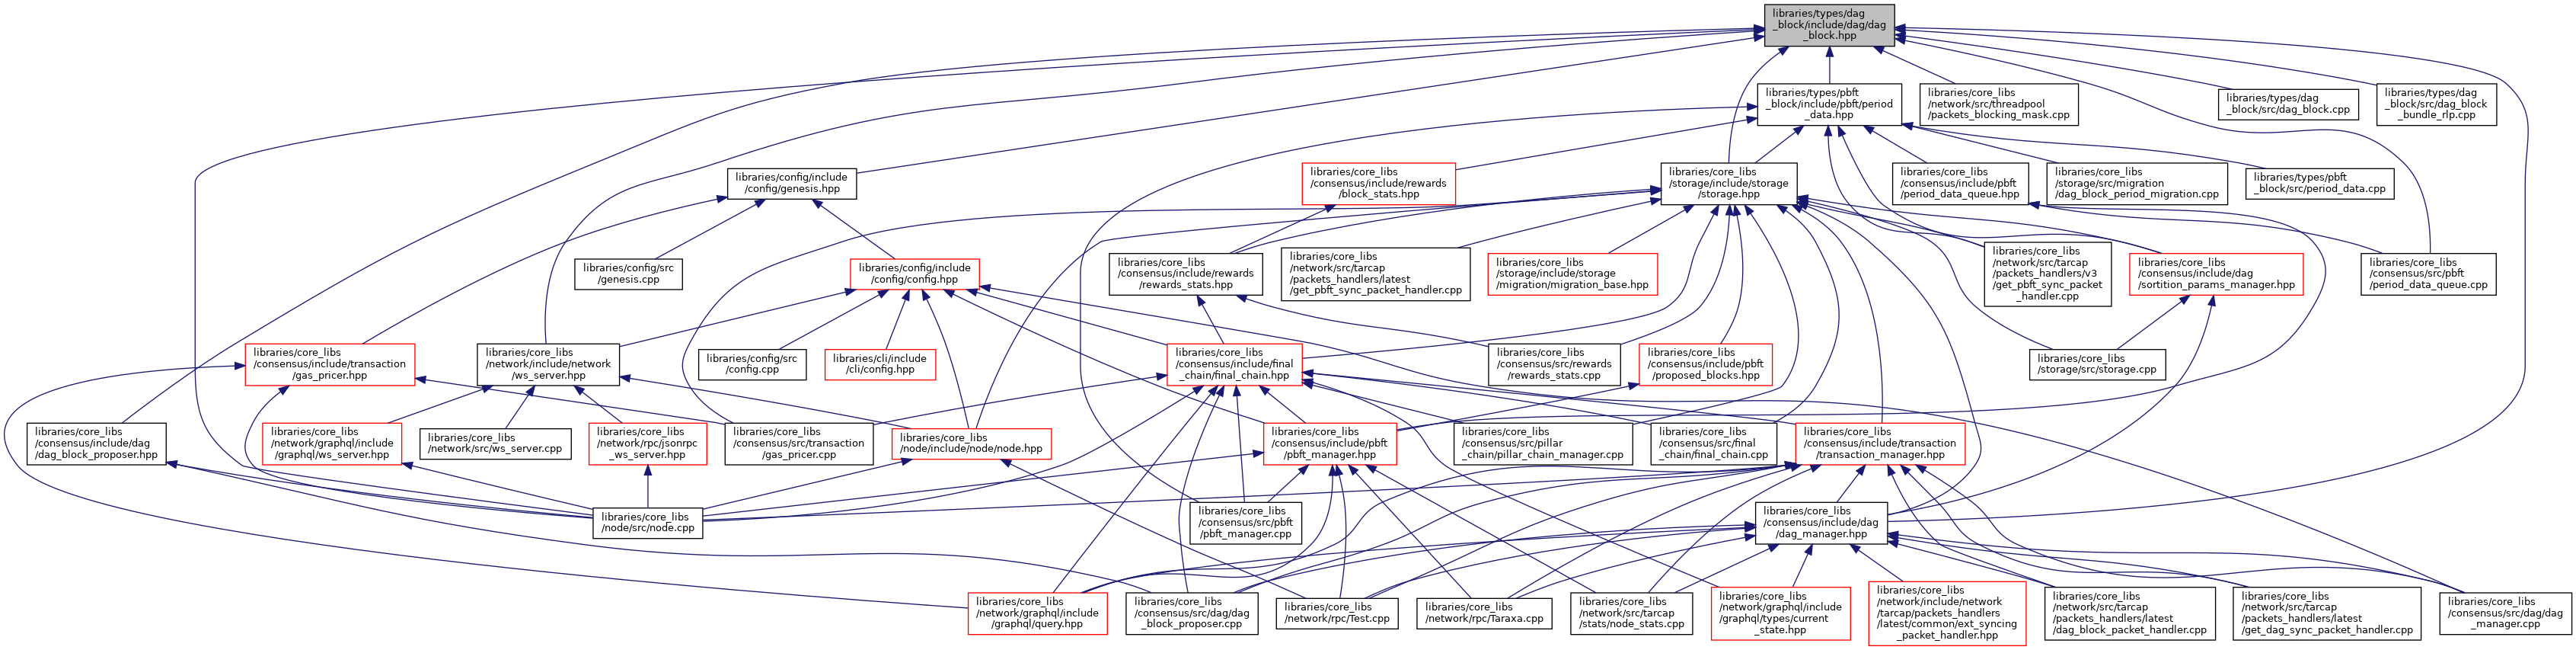 libraries/types/dag
_block/include/dag/dag
_block.hpp
libraries/types/pbft
_block/include/pbft/period
_data.hpp
libraries/core_libs
/network/src/threadpool
/packets_blocking_mask.cpp
libraries/types/dag
_block/src/dag_block.cpp
libraries/types/dag
_block/src/dag_block
_bundle_rlp.cpp
libraries/config/include
/config/genesis.hpp
libraries/core_libs
/consensus/include/rewards
/block_stats.hpp
libraries/core_libs
/storage/include/storage
/storage.hpp
libraries/core_libs
/consensus/include/pbft
/period_data_queue.hpp
libraries/core_libs
/storage/src/migration
/dag_block_period_migration.cpp
libraries/types/pbft
_block/src/period_data.cpp
libraries/config/src
/genesis.cpp
libraries/config/include
/config/config.hpp
libraries/core_libs
/consensus/include/rewards
/rewards_stats.hpp
libraries/core_libs
/network/src/tarcap
/packets_handlers/latest
/get_pbft_sync_packet_handler.cpp
libraries/core_libs
/storage/include/storage
/migration/migration_base.hpp
libraries/core_libs
/network/src/tarcap
/packets_handlers/v3
/get_pbft_sync_packet
_handler.cpp
libraries/core_libs
/consensus/include/dag
/sortition_params_manager.hpp
libraries/core_libs
/consensus/src/pbft
/period_data_queue.cpp
libraries/core_libs
/consensus/include/transaction
/gas_pricer.hpp
libraries/core_libs
/network/include/network
/ws_server.hpp
libraries/config/src
/config.cpp
libraries/cli/include
/cli/config.hpp
libraries/core_libs
/consensus/include/final
_chain/final_chain.hpp
libraries/core_libs
/consensus/src/rewards
/rewards_stats.cpp
libraries/core_libs
/consensus/include/pbft
/proposed_blocks.hpp
libraries/core_libs
/storage/src/storage.cpp
libraries/core_libs
/consensus/include/dag
/dag_block_proposer.hpp
libraries/core_libs
/network/graphql/include
/graphql/ws_server.hpp
libraries/core_libs
/network/src/ws_server.cpp
libraries/core_libs
/network/rpc/jsonrpc
_ws_server.hpp
libraries/core_libs
/consensus/src/transaction
/gas_pricer.cpp
libraries/core_libs
/node/include/node/node.hpp
libraries/core_libs
/consensus/include/pbft
/pbft_manager.hpp
libraries/core_libs
/consensus/src/pillar
_chain/pillar_chain_manager.cpp
libraries/core_libs
/consensus/src/final
_chain/final_chain.cpp
libraries/core_libs
/consensus/include/transaction
/transaction_manager.hpp
libraries/core_libs
/node/src/node.cpp
libraries/core_libs
/consensus/src/pbft
/pbft_manager.cpp
libraries/core_libs
/consensus/include/dag
/dag_manager.hpp
libraries/core_libs
/network/graphql/include
/graphql/query.hpp
libraries/core_libs
/consensus/src/dag/dag
_block_proposer.cpp
libraries/core_libs
/network/rpc/Test.cpp
libraries/core_libs
/network/rpc/Taraxa.cpp
libraries/core_libs
/network/src/tarcap
/stats/node_stats.cpp
libraries/core_libs
/network/graphql/include
/graphql/types/current
_state.hpp
libraries/core_libs
/network/include/network
/tarcap/packets_handlers
/latest/common/ext_syncing
_packet_handler.hpp
libraries/core_libs
/network/src/tarcap
/packets_handlers/latest
/dag_block_packet_handler.cpp
libraries/core_libs
/network/src/tarcap
/packets_handlers/latest
/get_dag_sync_packet_handler.cpp
libraries/core_libs
/consensus/src/dag/dag
_manager.cpp